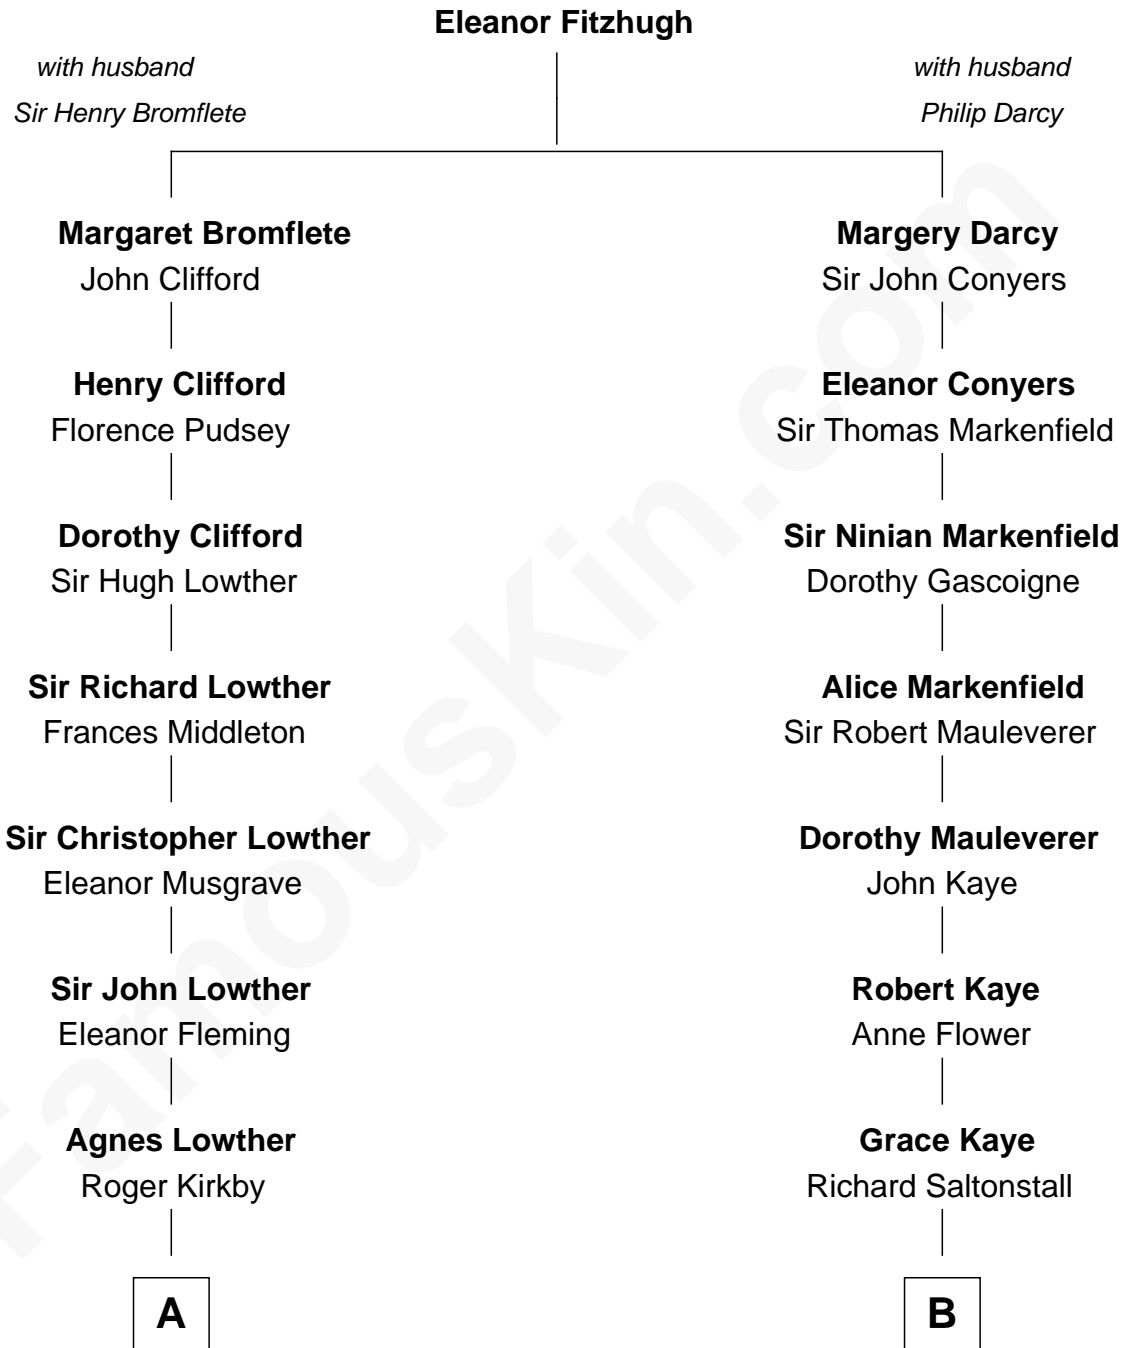 Eleanor Fitzhugh
with husband
Sir Henry Bromflete
with husband
Philip Darcy
Margaret Bromflete
John Clifford
Margery Darcy
Sir John Conyers
Henry Clifford
Florence Pudsey
Eleanor Conyers
Sir Thomas Markenfield
Dorothy Clifford
Sir Hugh Lowther
Sir Ninian Markenfield
Dorothy Gascoigne
Sir Richard Lowther
Frances Middleton
Alice Markenfield
Sir Robert Mauleverer
Sir Christopher Lowther
Eleanor Musgrave
Dorothy Mauleverer
John Kaye
Sir John Lowther
Eleanor Fleming
Robert Kaye
Anne Flower
Agnes Lowther
Roger Kirkby
Grace Kaye
Richard Saltonstall
A
B
FamousKin.com